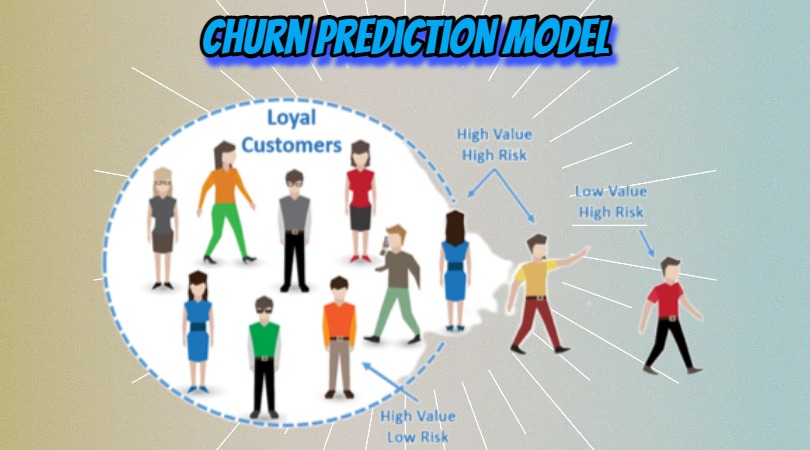 CHURN PREDICTION MODEL
Loyal
Customers
High Value
High Risk
Low Value
High Risk
High Value
Low Risk